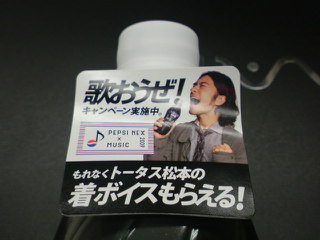 歌おうぜ!
キャンペーン実施中。
PEPSI NEX
×
MUSIC
2009
もれなくトータス松本の
着ボイスもらえる!